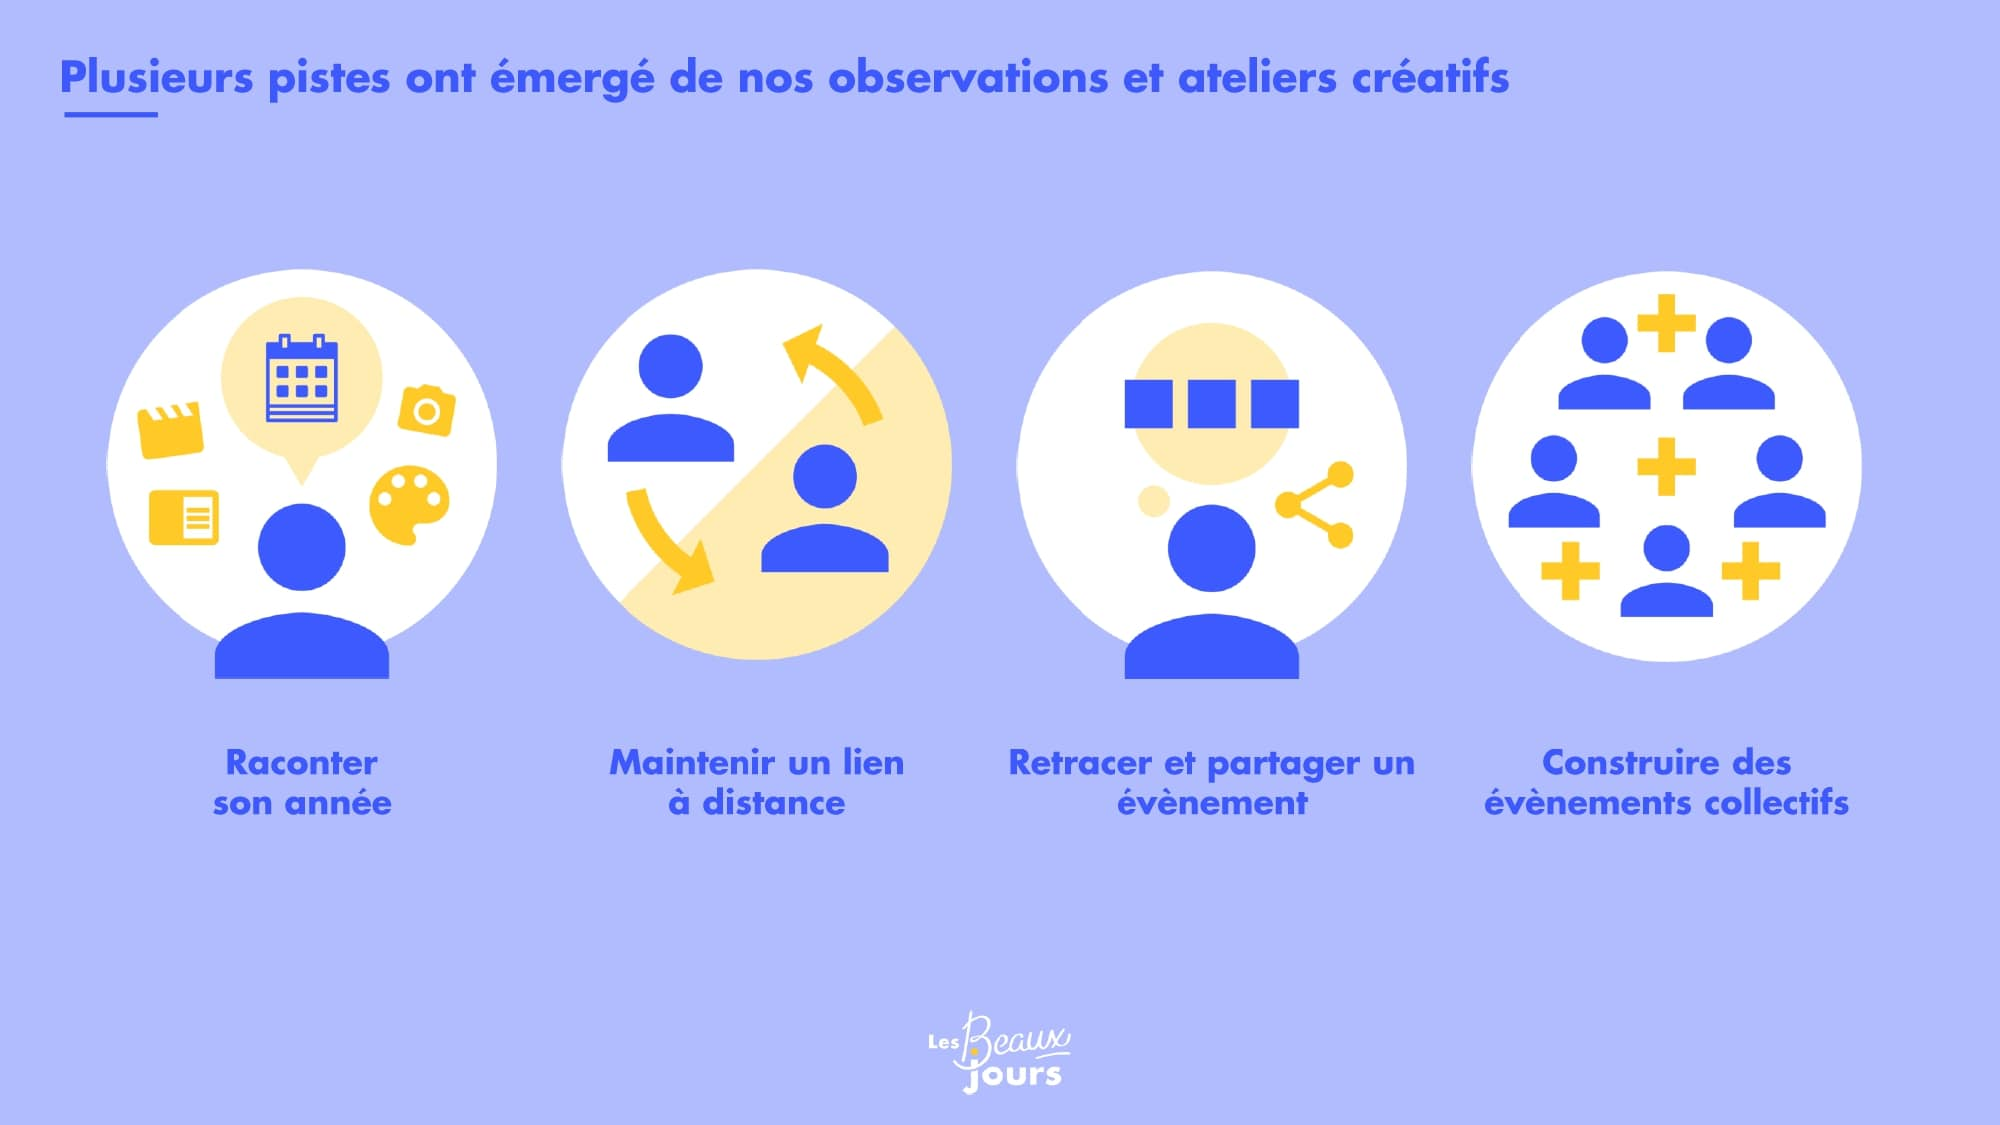 Plusieurs pistes ont émergé de nos observations et ateliers créatifs
Raconter
son année
Maintenir un lien
à distance
Retracer et partager un
évènement
Construire des
évènements collectifs
Les Beaux
jours